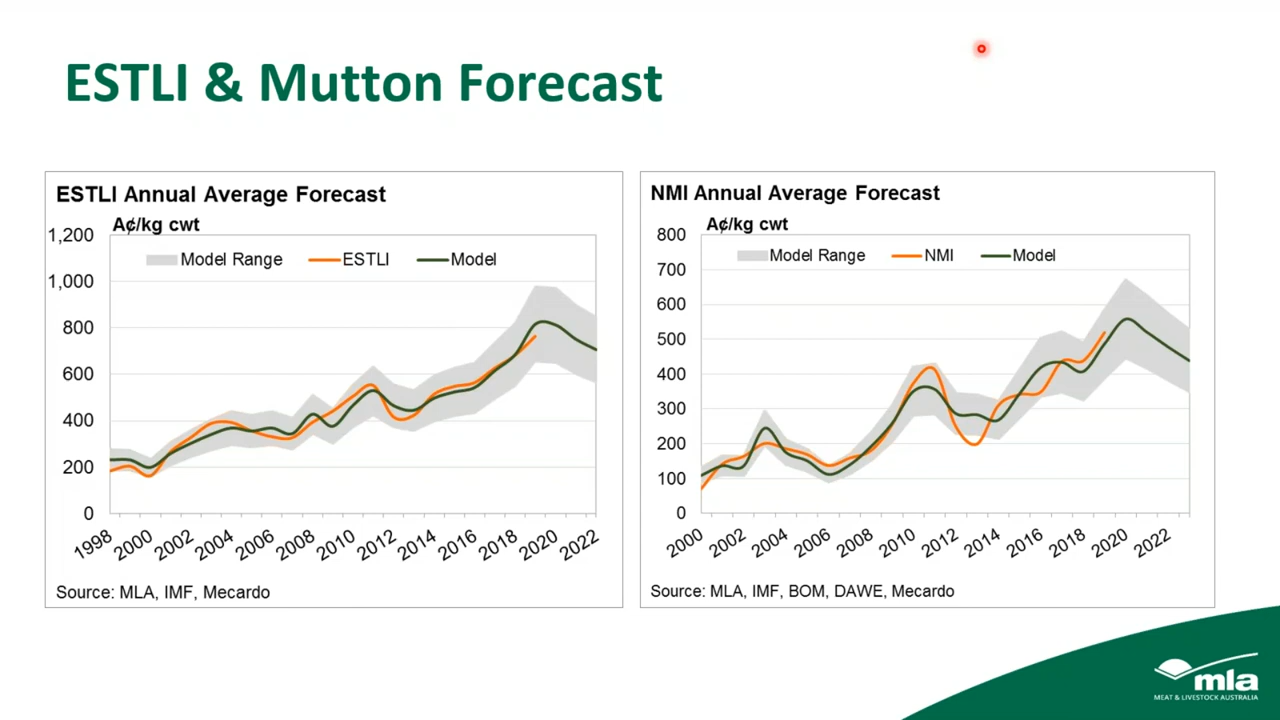 ESTLI & Mutton Forecast
ESTLI Annual Average Forecast
A¢/kg cwt
1,200
1,000
800
600
400
200
0
Model Range
ESTLI
Model
1998
2000
2002
2004
2006
2008
2010
2012
2014
2016
2018
2020
2022
Source: MLA, IMF, Mecardo
NMI Annual Average Forecast
A¢/kg cwt
800
700
600
500
400
300
200
100
0
Model Range
NMI
Model
2000
2002
2004
2006
2008
2010
2012
2014
2016
2018
2020
2022
Source: MLA, IMF, BOM, DAWE, Mecardo
mla
MEAT & LIVESTOCK AUSTRALIA